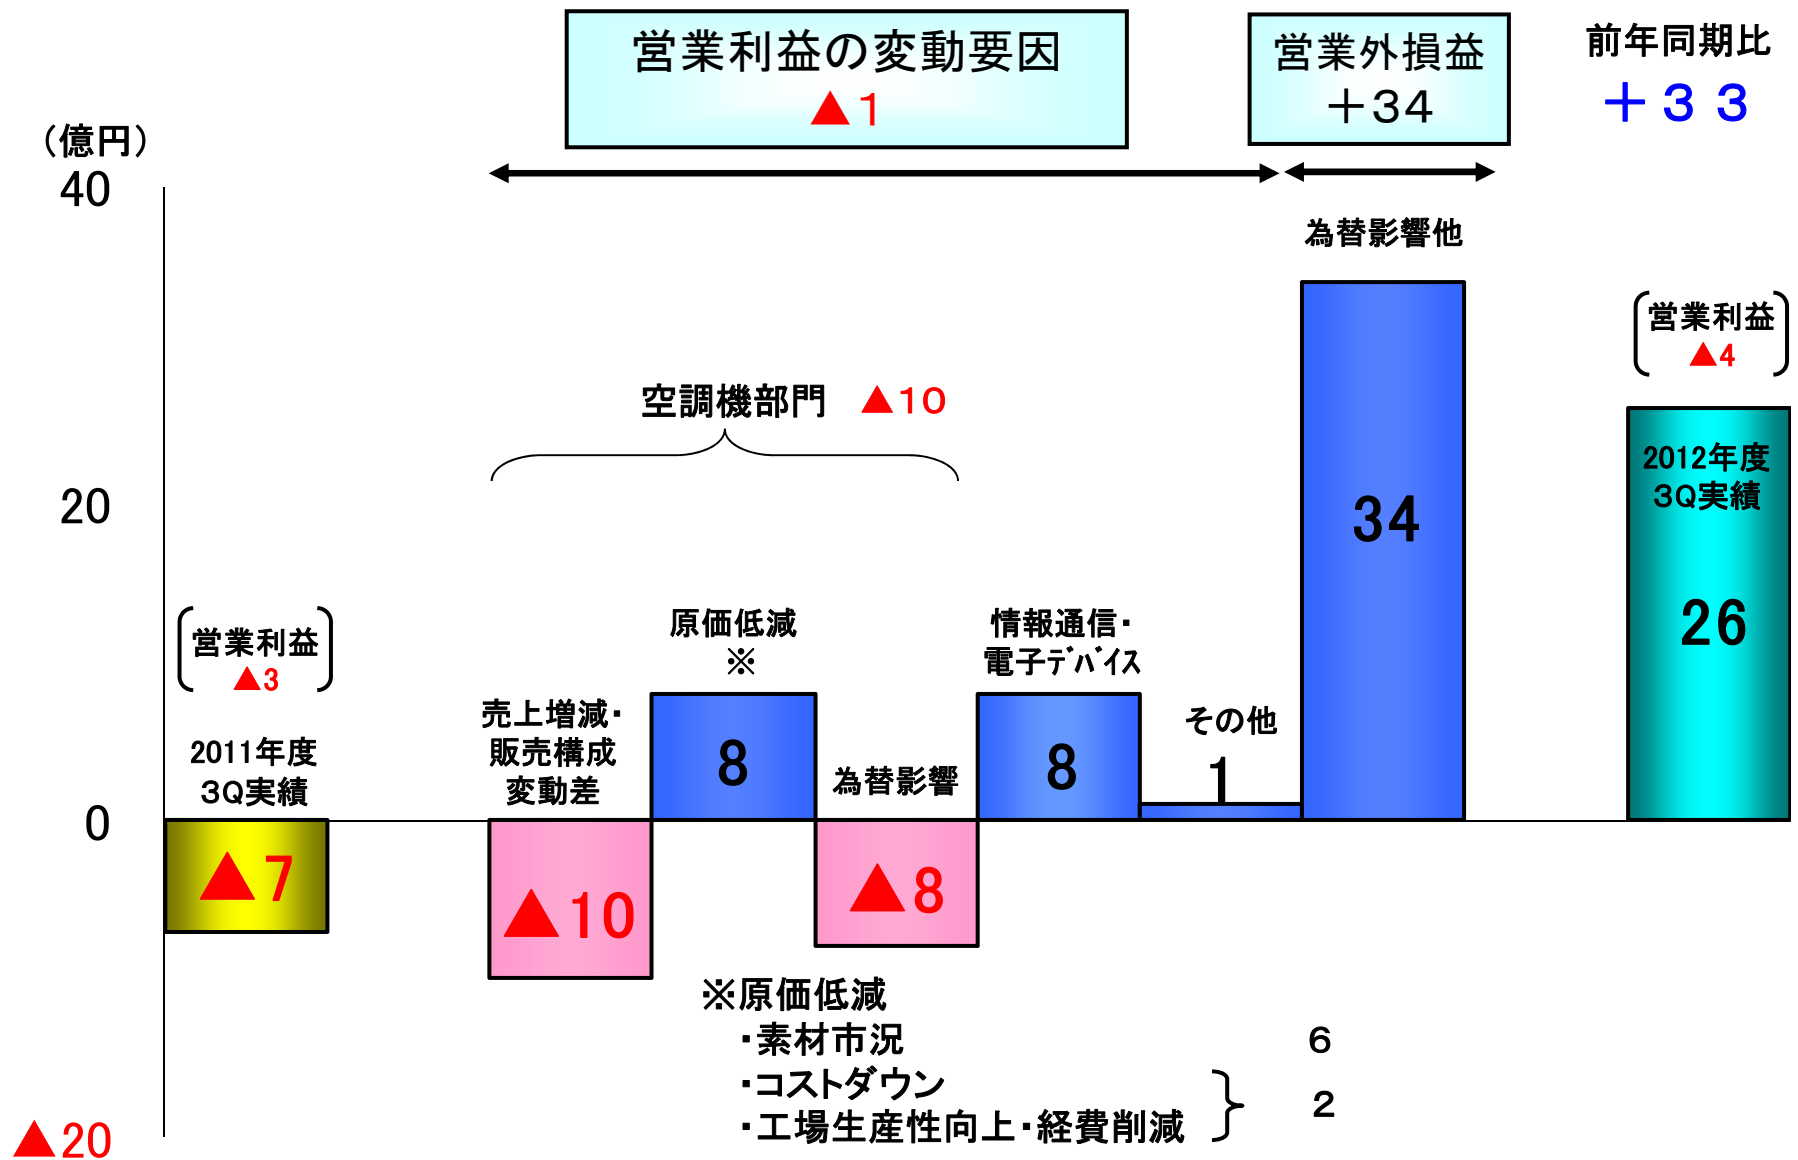 営業利益の変動要因
▲1
営業外損益
＋34
前年同期比
＋３３
（億円）
40
20
0
▲20
為替影響他
空調機部門 ▲10
〔営業利益
▲3〕
2011年度
3Q実績
▲7
売上増減・
販売構成
変動差
▲10
原価低減
※
8
為替影響
▲8
情報通信・
電子ﾃﾞﾊﾞｲｽ
8
その他
1
34
〔営業利益
▲4〕
2012年度
3Q実績
26
※原価低減
・素材市況 6
・コストダウン
・工場生産性向上・経費削減
2